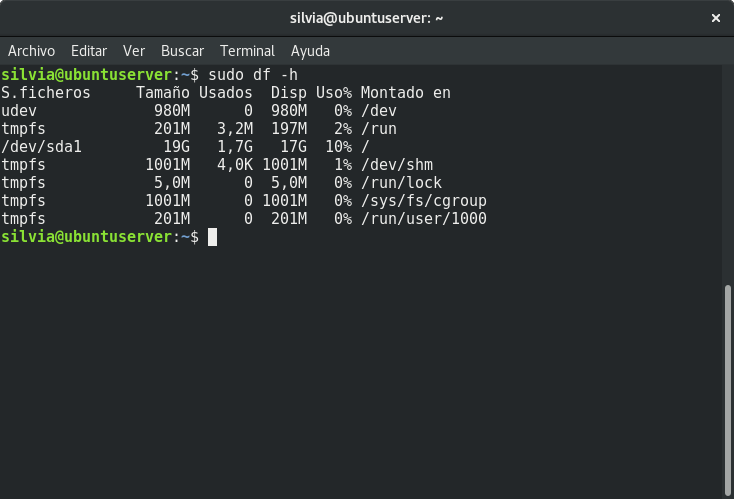 silvia@ubuntuserver: ~
Archivo Editar Ver Buscar Terminal Ayuda
silvia@ubuntuserver:~$ sudo df -h
S.ficheros     Tamaño Usados  Disp Uso% Montado en
udev             980M      0  980M   0% /dev
tmpfs            201M   3,2M  197M   2% /run
/dev/sda1         19G   1,7G   17G  10% /
tmpfs           1001M   4,0K 1001M   1% /dev/shm
tmpfs            5,0M      0  5,0M   0% /run/lock
tmpfs           1001M      0 1001M   0% /sys/fs/cgroup
tmpfs            201M      0  201M   0% /run/user/1000
silvia@ubuntuserver:~$